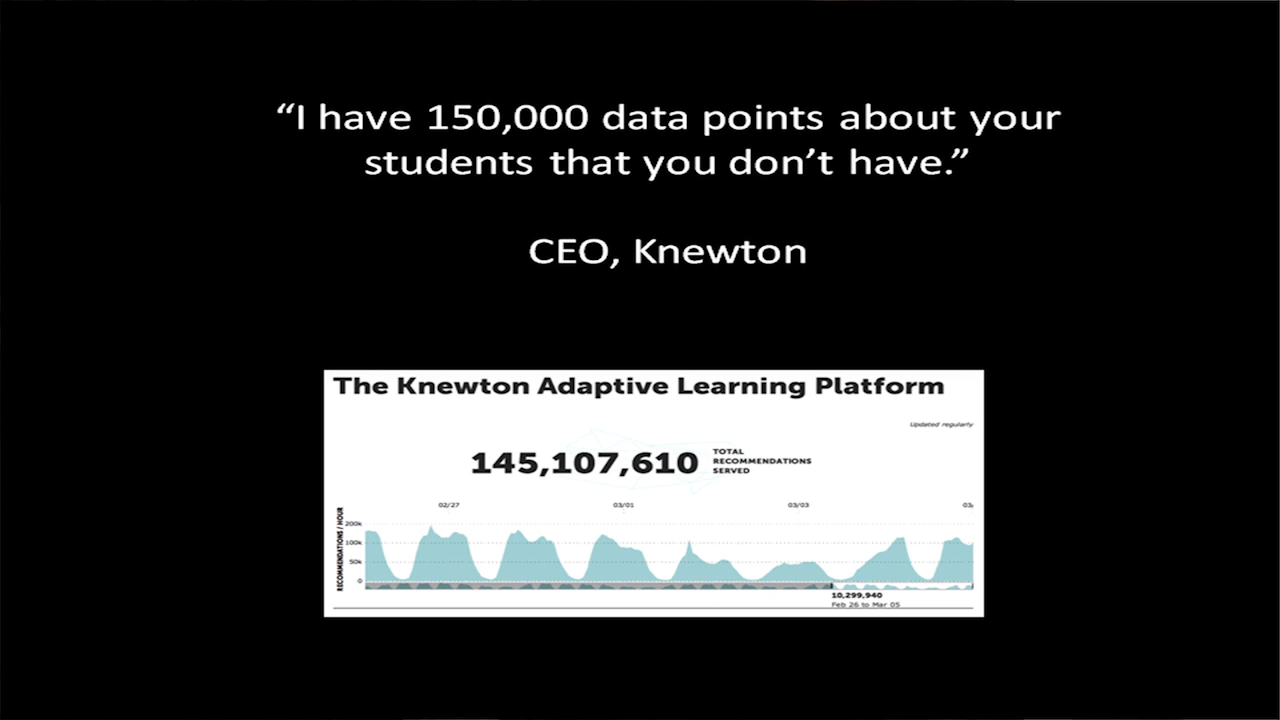 “I have 150,000 data points about your
students that you don’t have.”
CEO, Knewton
The Knewton Adaptive Learning Platform
Updated regularly
145,107,610
TOTAL
RECOMMENDATIONS
SERVED
02/27 03/01 03/03 03/
RECOMMENDATIONS / HOUR
200k
100k
50k
0
10,299,940
Feb 26 to Mar 05